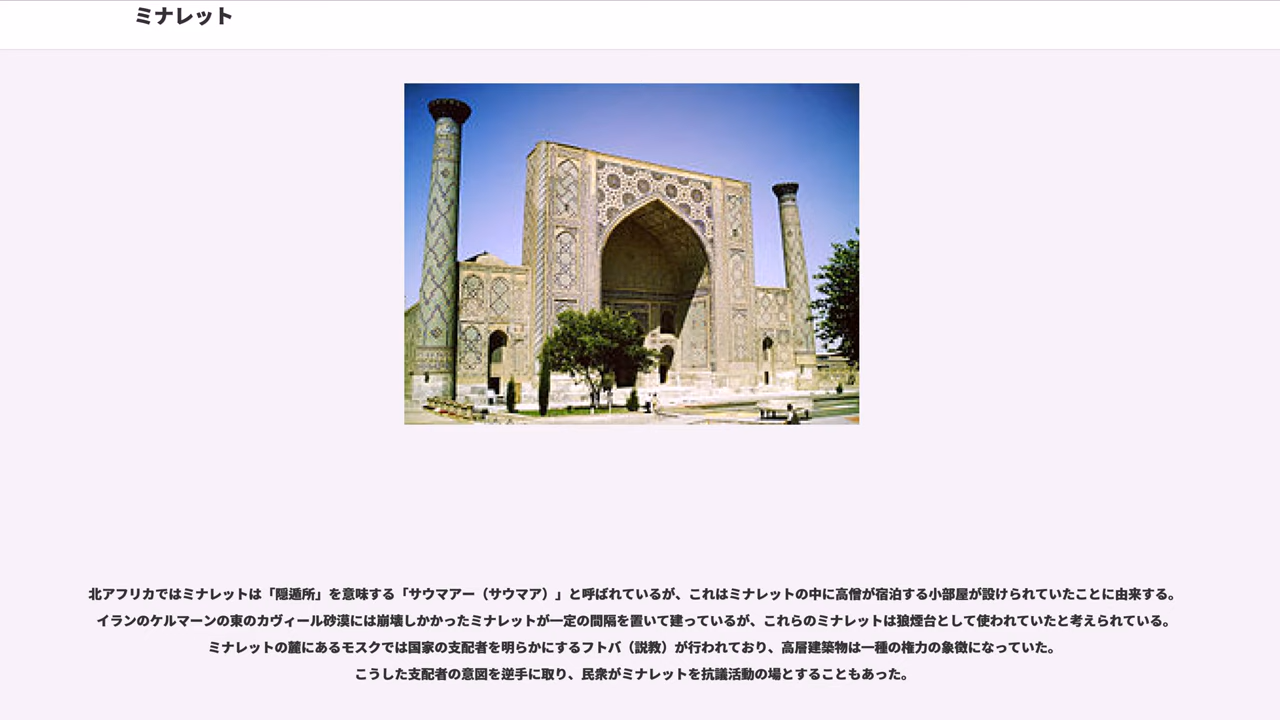 ミナレット
北アフリカではミナレットは「隠遁所」を意味する「サウマアー（サウマア）」と呼ばれているが、これはミナレットの中に高僧が宿泊する小部屋が設けられていたことに由来する。
イランのケルマーンの東のカヴィール砂漠には崩壊しかかったミナレットが一定の間隔を置いて建っているが、これらのミナレットは狼煙台として使われていたと考えられている。
ミナレットの麓にあるモスクでは国家の支配者を明らかにするフトバ（説教）が行われており、高層建築物は一種の権力の象徴になっていた。
こうした支配者の意図を逆手に取り、民衆がミナレットを抗議活動の場とすることもあった。